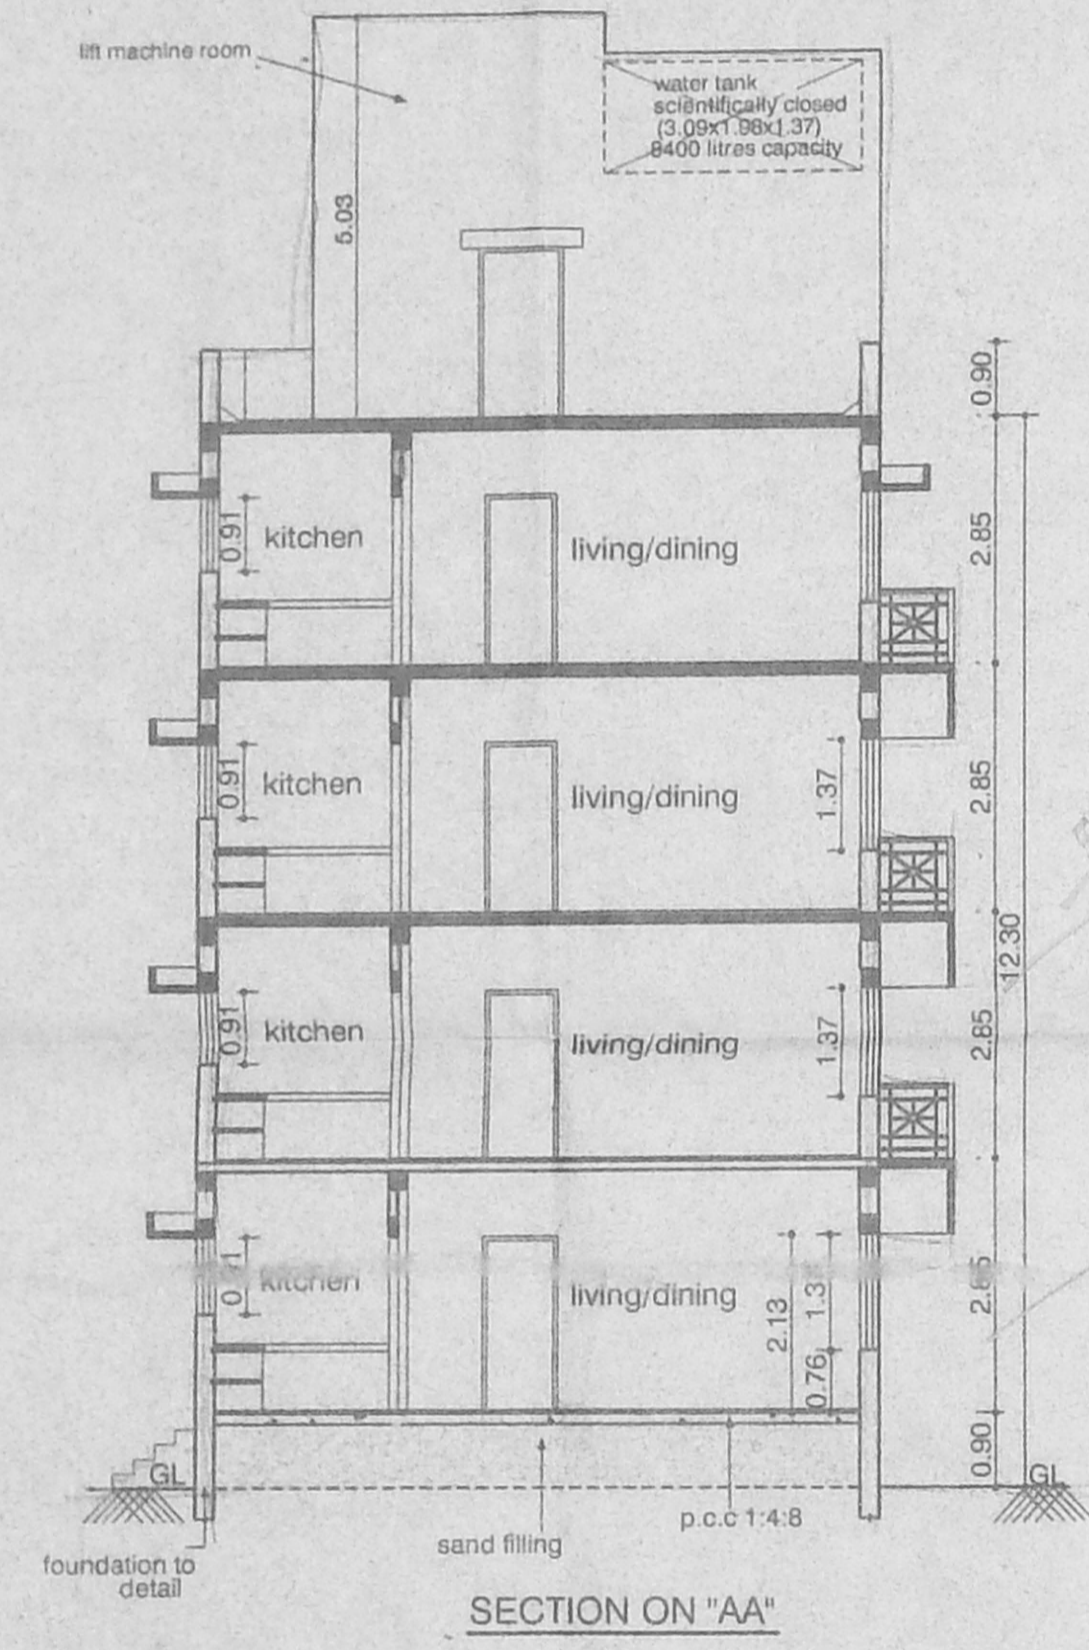 lift machine room
water tank
scientifically closed
(3.09x1.98x1.37)
8400 litres capacity
5.03
0.90
0.91
kitchen
living/dining
2.85
0.91
kitchen
living/dining
1.37
2.85
12.30
0.91
kitchen
living/dining
1.37
2.85
kitchen
living/dining
2.13
1.3
0.76
2.85
0.90
GL
GL
p.c.c 1:4:8
sand filling
foundation to
detail
SECTION ON "AA"